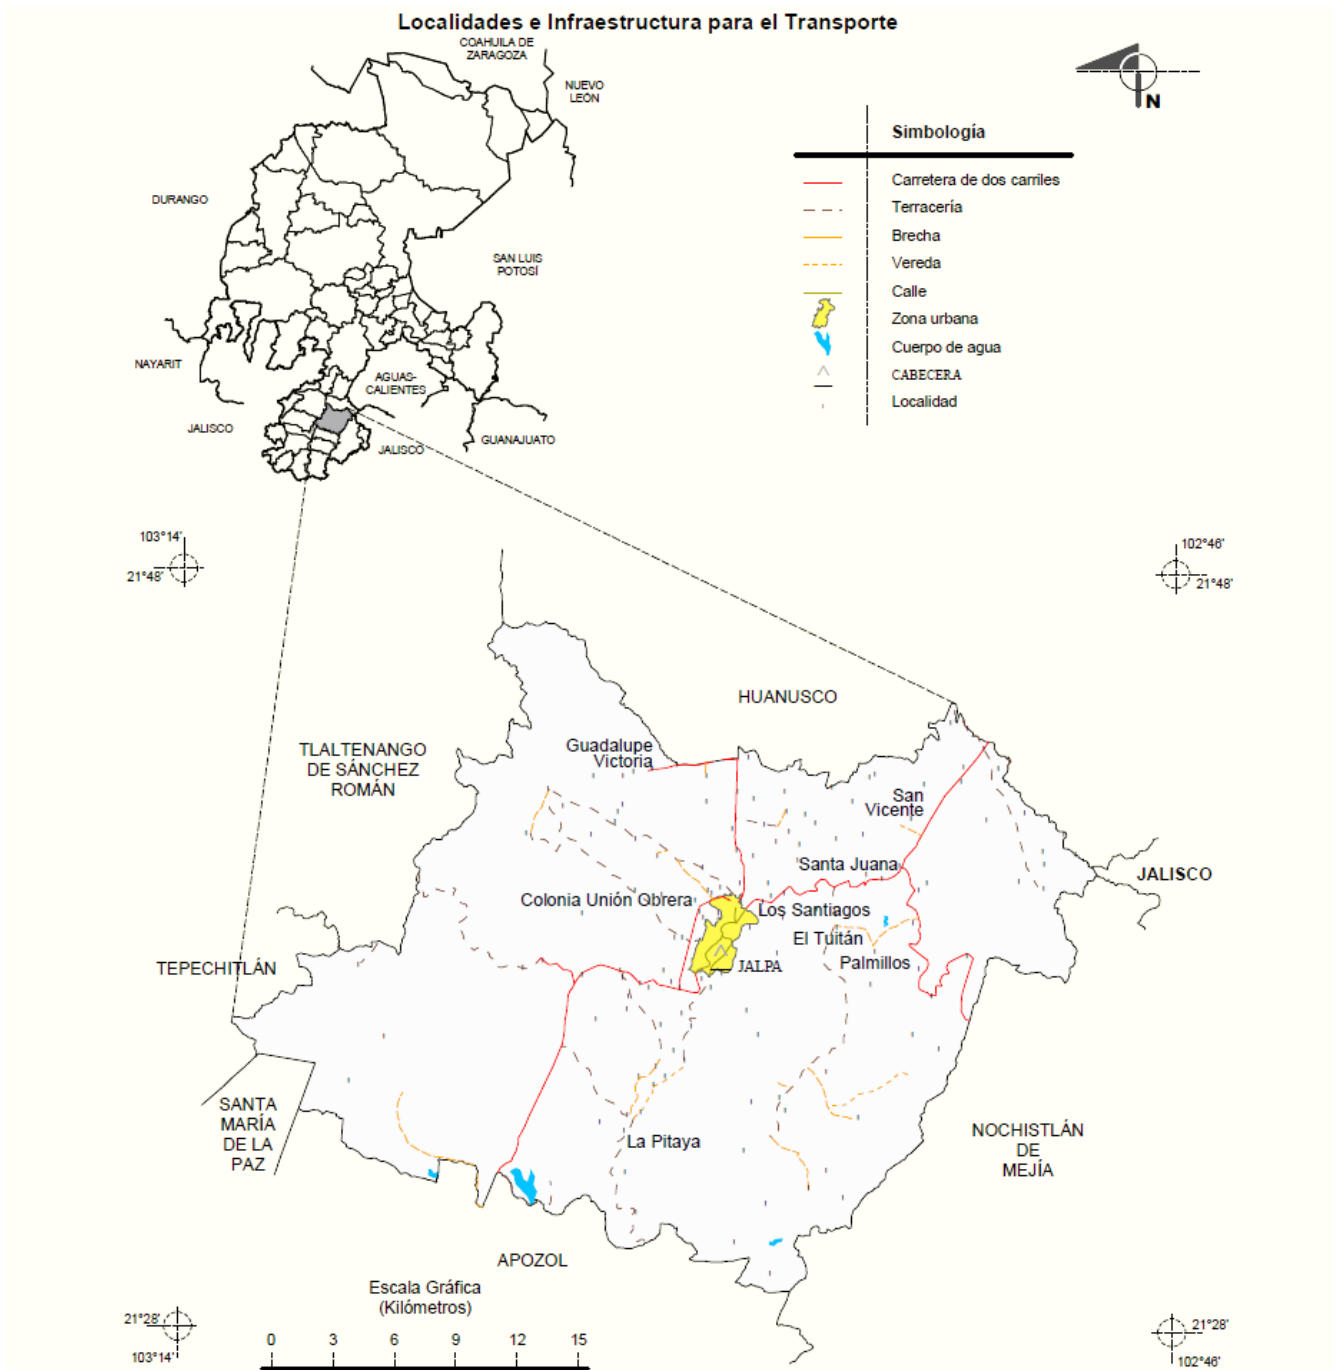 Localidades e Infraestructura para el Transporte
COAHUILA DE
ZARAGOZA
NUEVO
LEÓN
N
Simbología
DURANGO
SAN LUIS
POTOSÍ
Carretera de dos carriles
Terracería
Brecha
Vereda
Calle
Zona urbana
Cuerpo de agua
CABECERA
Localidad
NAYARIT
AGUAS-
CALIENTES
JALISCO
JALISCO
GUANAJUATO
103°14'
21°48'
102°46'
21°48'
HUANUSCO
TLALTENANGO
DE SÁNCHEZ
ROMÁN
Guadalupe
Victoria
San
Vicente
Santa Juana
JALISCO
Colonia Unión Obrera
Los Santiagos
El Tuitán
Palmillos
JALPA
TEPECHITLÁN
SANTA
MARÍA
DE LA
PAZ
La Pitaya
NOCHISTLÁN
DE
MEJÍA
APOZOL
Escala Gráfica
(Kilómetros)
0 3 6 9 12 15
21°28'
103°14'
21°28'
102°46'